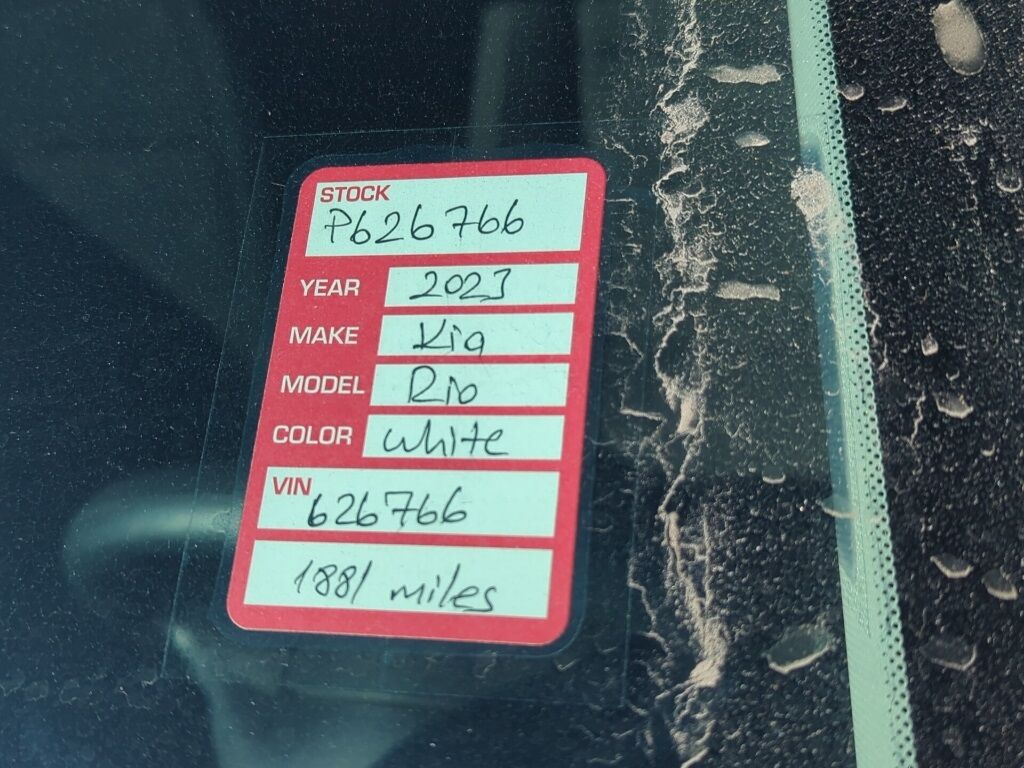 STOCK
P626766
YEAR 2023
MAKE Kia
MODEL Rio
COLOR White
VIN
626766
1881 miles